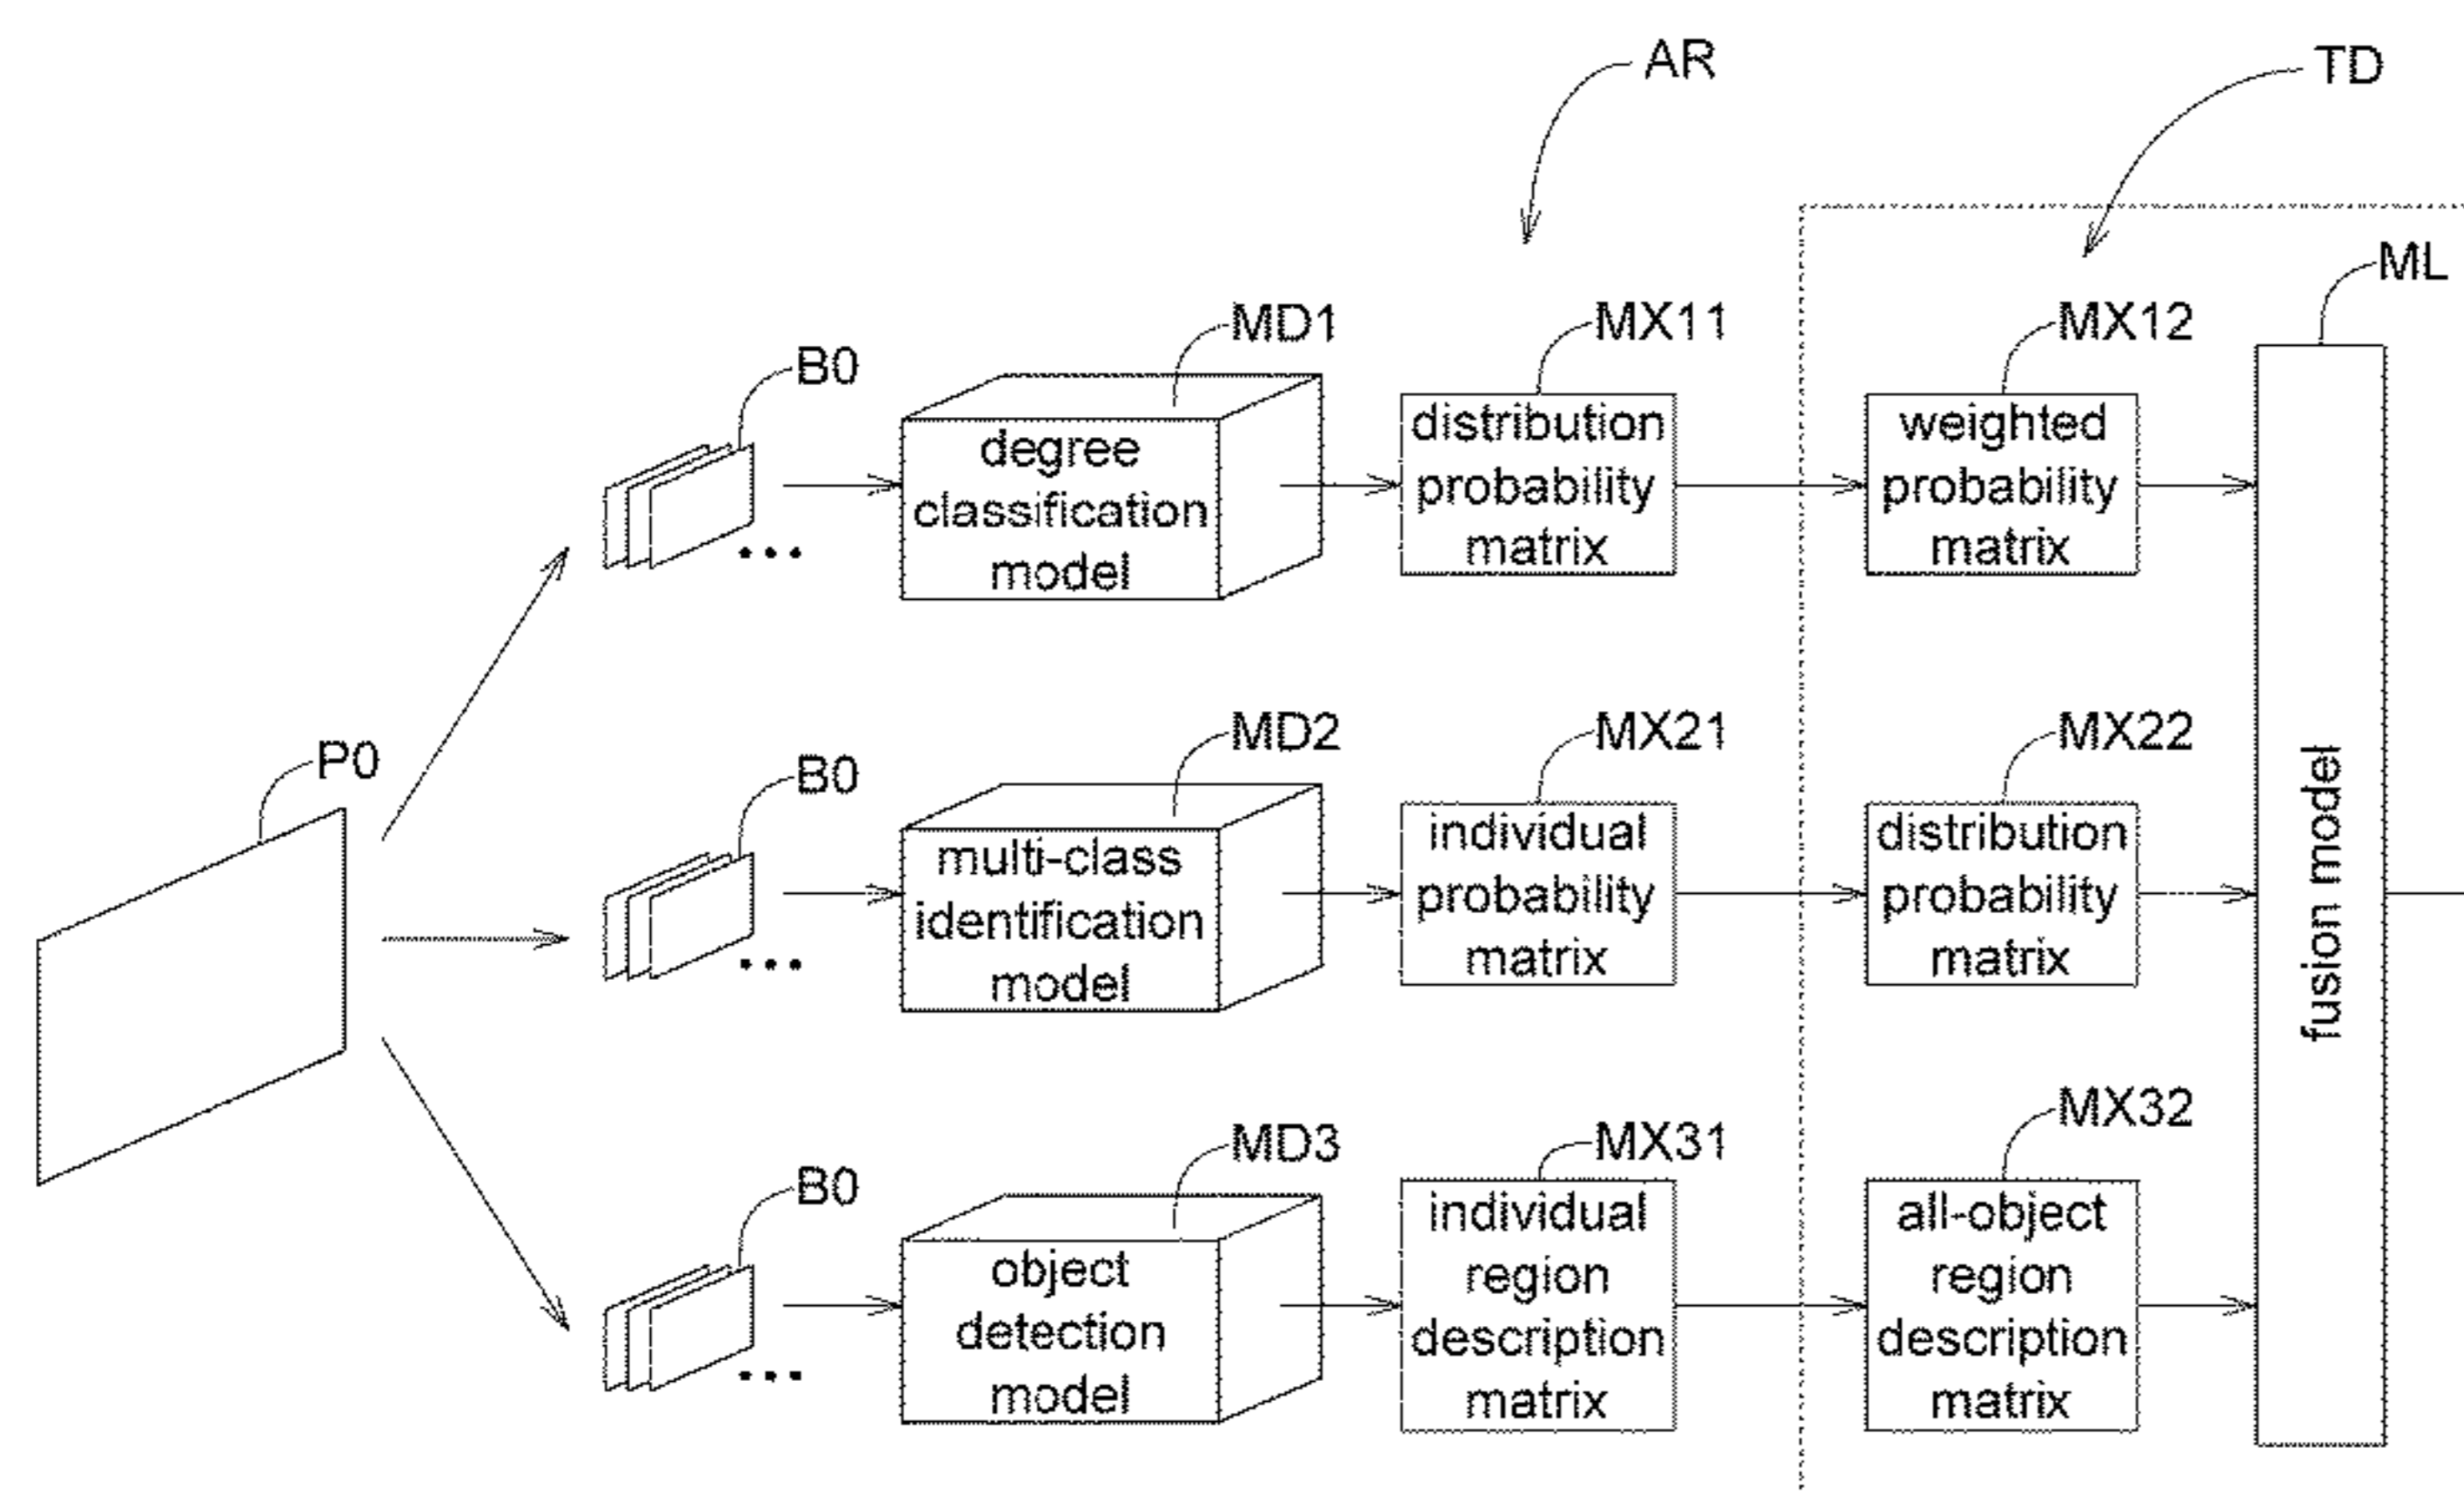 AR
TD
ML
MD1
MX11
MX12
B0
degree
classification
model
distribution
probability
matrix
weighted
probability
matrix
P0
MD2
MX21
MX22
B0
multi-class
identification
model
individual
probability
matrix
distribution
probability
matrix
fusion model
MD3
MX31
MX32
B0
object
detection
model
individual
region
description
matrix
all-object
region
description
matrix